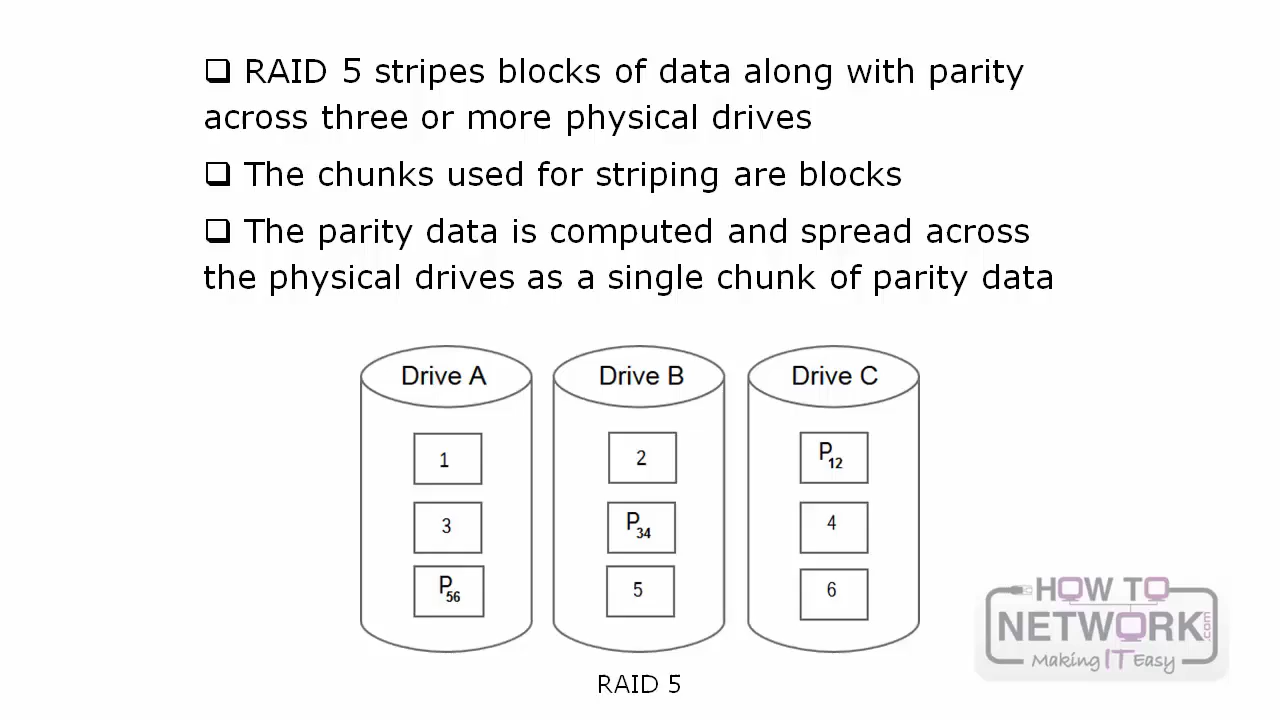 ❑ RAID 5 stripes blocks of data along with parity
across three or more physical drives
❑ The chunks used for striping are blocks
❑ The parity data is computed and spread across
the physical drives as a single chunk of parity data
Drive A Drive B Drive C
1 2 P12
3 P34 4
P56 5 6
RAID 5
HOW TO
NETWORK.com
Making IT Easy